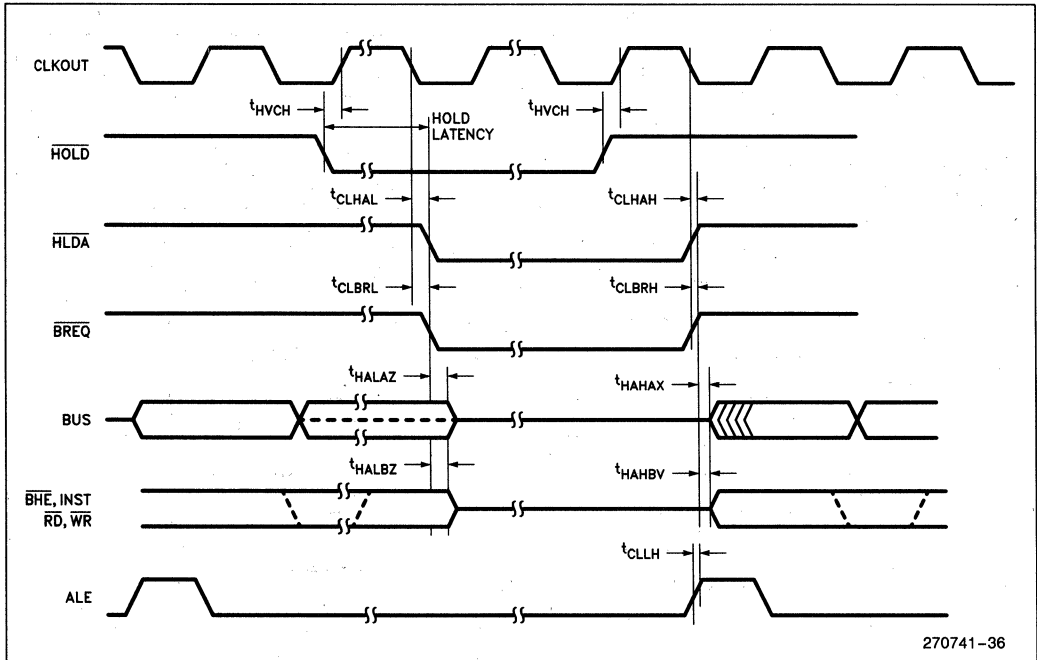 CLKOUT
tHVCH
tHVCH
HOLD
LATENCY
HOLD
tCLHAL
tCLHAH
HLDA
tCLBRL
tCLBRH
BREQ
tHALAZ
tHAHAX
BUS
tHALBZ
tHAHBV
BHE, INST
RD, WR
tCLLH
ALE
270741-36